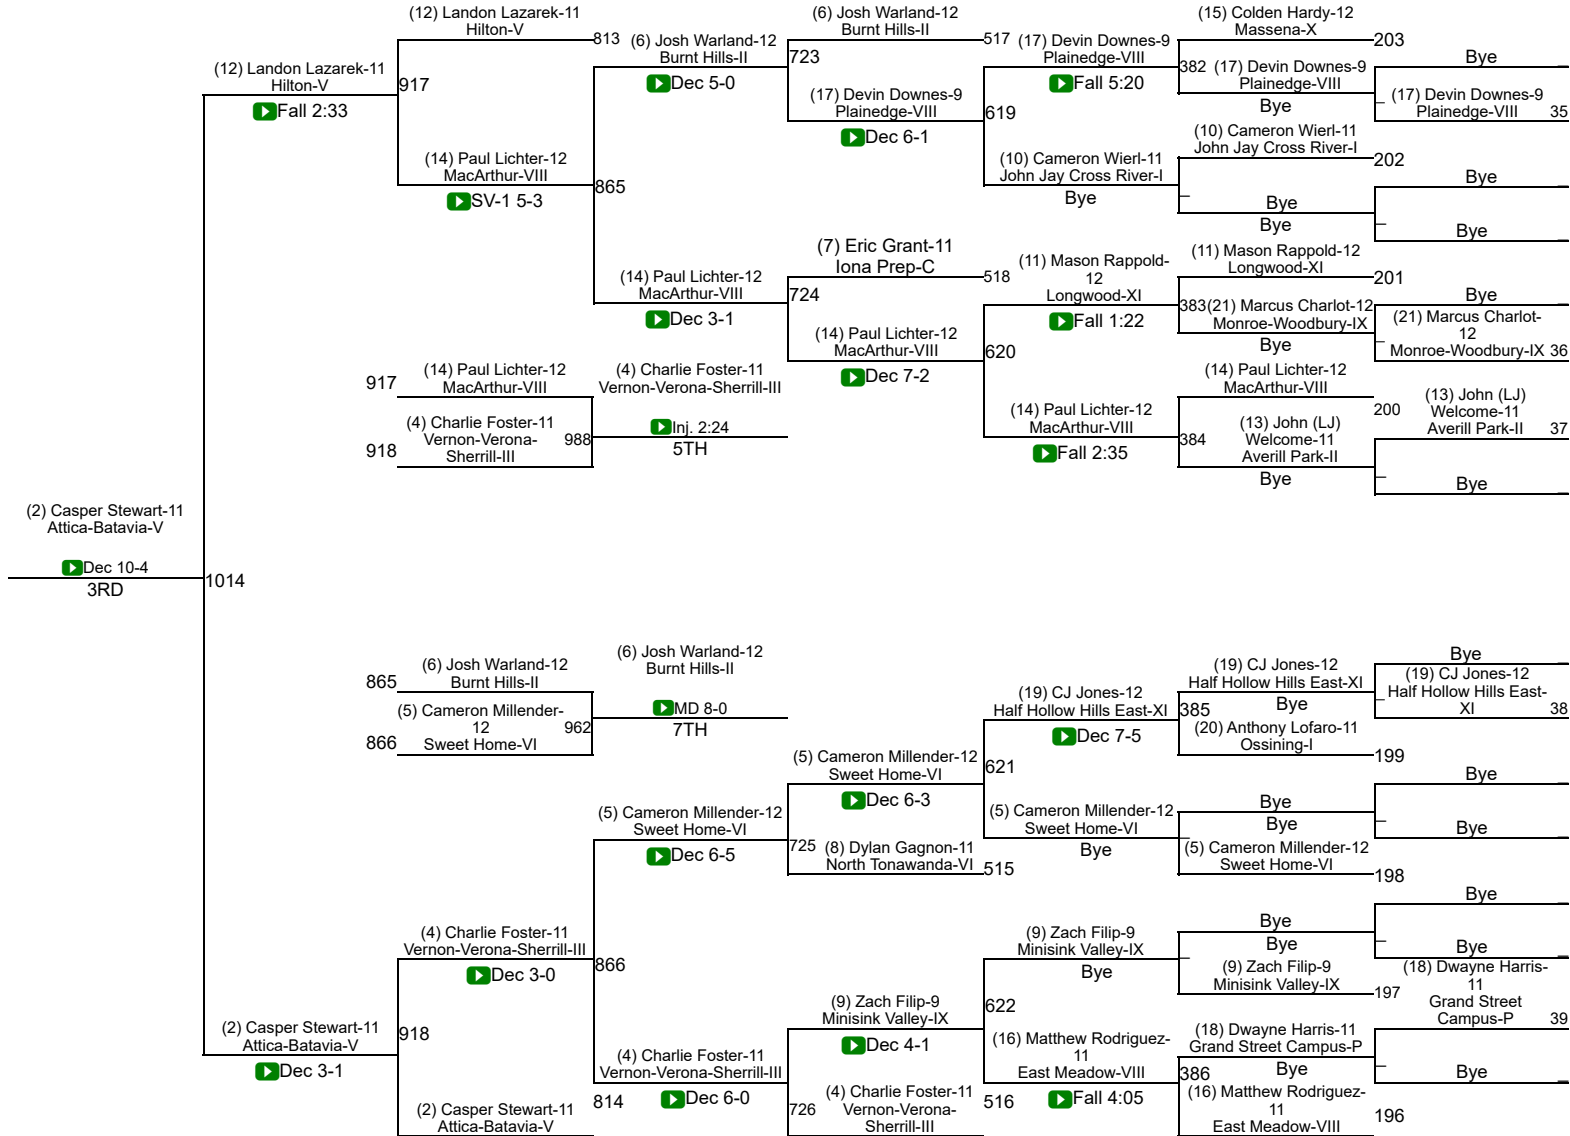 (12) Landon Lazarek-11
Hilton-V
813
(6) Josh Warland-12
Burnt Hills-II
517
(15) Colden Hardy-12
Massena-X
203
(6) Josh Warland-12
Burnt Hills-II
Dec 5-0
723
(17) Devin Downes-9
Plainedge-VIII
Fall 5:20
382
(17) Devin Downes-9
Plainedge-VIII
Bye
Bye
(17) Devin Downes-9
Plainedge-VIII 35
(12) Landon Lazarek-11
Hilton-V
Fall 2:33
917
(17) Devin Downes-9
Plainedge-VIII
Dec 6-1
619
(10) Cameron Wierl-11
John Jay Cross River-I
202
(14) Paul Lichter-12
MacArthur-VIII
SV-1 5-3
865
(10) Cameron Wierl-11
John Jay Cross River-I
Bye
Bye
Bye
Bye
Bye
(7) Eric Grant-11
Iona Prep-C
518
(11) Mason Rappold-12
Longwood-XI
201
(14) Paul Lichter-12
MacArthur-VIII
Dec 3-1
724
(11) Mason Rappold-
12
Longwood-XI
Fall 1:22
383
(21) Marcus Charlot-12
Monroe-Woodbury-IX
Bye
Bye
(21) Marcus Charlot-
12
Monroe-Woodbury-IX 36
(14) Paul Lichter-12
MacArthur-VIII
Dec 7-2
620
917
(14) Paul Lichter-12
MacArthur-VIII
(4) Charlie Foster-11
Vernon-Verona-Sherrill-III
(14) Paul Lichter-12
MacArthur-VIII
200
(13) John (LJ)
Welcome-11
Averill Park-II 37
918
(4) Charlie Foster-11
Vernon-Verona-
Sherrill-III
988
Inj. 2:24
5TH
(14) Paul Lichter-12
MacArthur-VIII
Fall 2:35
384
(13) John (LJ)
Welcome-11
Averill Park-II
Bye
Bye
(2) Casper Stewart-11
Attica-Batavia-V
Dec 10-4
3RD
1014
865
(6) Josh Warland-12
Burnt Hills-II
(6) Josh Warland-12
Burnt Hills-II
866
(5) Cameron Millender-
12
Sweet Home-VI
962
MD 8-0
7TH
(19) CJ Jones-12
Half Hollow Hills East-XI
Dec 7-5
385
(19) CJ Jones-12
Half Hollow Hills East-XI
Bye
(20) Anthony Lofaro-11
Ossining-I
199
Bye
(19) CJ Jones-12
Half Hollow Hills East-
XI 38
(5) Cameron Millender-12
Sweet Home-VI
Dec 6-3
621
(5) Cameron Millender-12
Sweet Home-VI
Dec 6-5
725
(5) Cameron Millender-12
Sweet Home-VI
Bye
Bye
Bye
Bye
Bye
(8) Dylan Gagnon-11
North Tonawanda-VI
515
(5) Cameron Millender-12
Sweet Home-VI
198
(4) Charlie Foster-11
Vernon-Verona-Sherrill-III
Dec 3-0
866
(9) Zach Filip-9
Minisink Valley-IX
Bye
Bye
Bye
Bye
Bye
(9) Zach Filip-9
Minisink Valley-IX
197
(9) Zach Filip-9
Minisink Valley-IX
Dec 4-1
622
(18) Dwayne Harris-
11
Grand Street
Campus-P 39
(2) Casper Stewart-11
Attica-Batavia-V
Dec 3-1
918
(4) Charlie Foster-11
Vernon-Verona-Sherrill-III
Dec 6-0
726
(16) Matthew Rodriguez-
11
East Meadow-VIII
Fall 4:05
386
(18) Dwayne Harris-11
Grand Street Campus-P
Bye
Bye
(2) Casper Stewart-11
Attica-Batavia-V
814
(4) Charlie Foster-11
Vernon-Verona-
Sherrill-III
516
(16) Matthew Rodriguez-
11
East Meadow-VIII
196